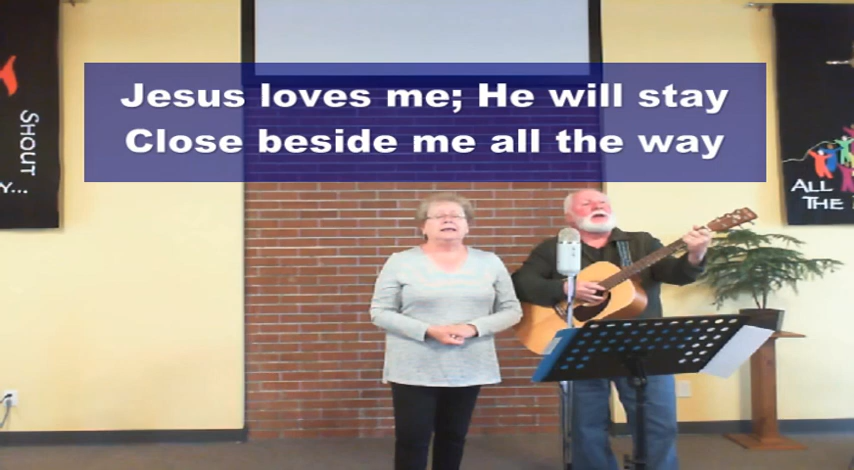 Jesus loves me; He will stay
Close beside me all the way
SHOUT
Y...
ALL
THE